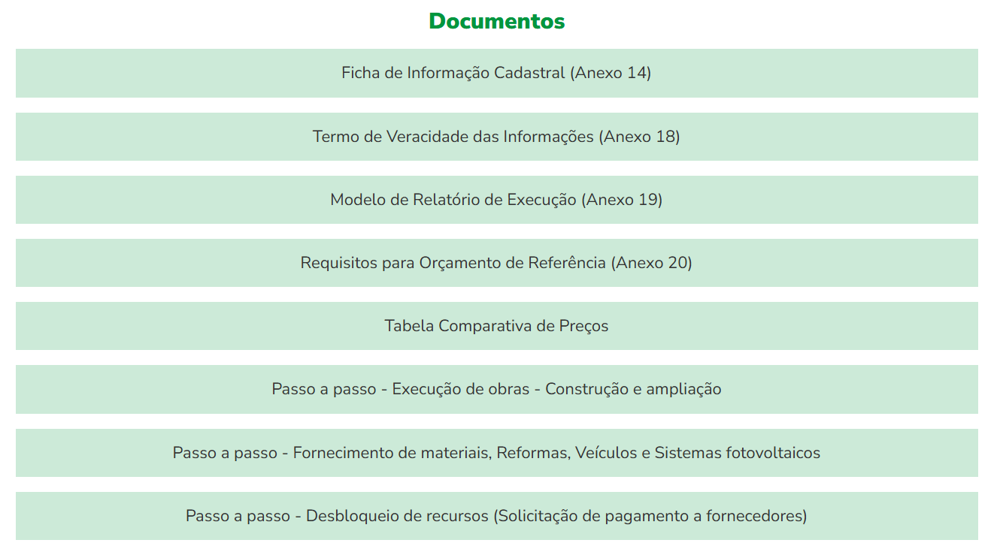 Documentos
Ficha de Informação Cadastral (Anexo 14)
Termo de Veracidade das Informações (Anexo 18)
Modelo de Relatório de Execução (Anexo 19)
Requisitos para Orçamento de Referência (Anexo 20)
Tabela Comparativa de Preços
Passo a passo - Execução de obras - Construção e ampliação
Passo a passo - Fornecimento de materiais, Reformas, Veículos e Sistemas fotovoltaicos
Passo a passo - Desbloqueio de recursos (Solicitação de pagamento a fornecedores)